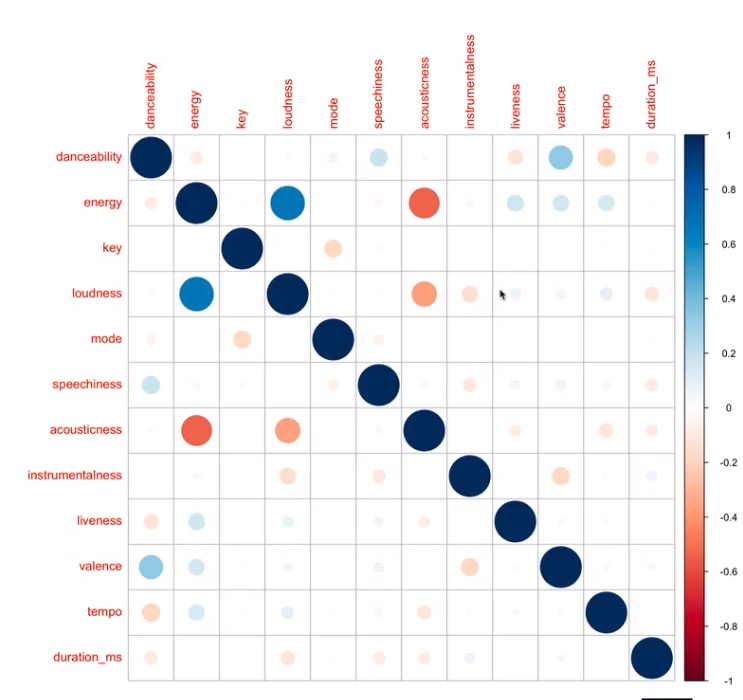 danceability
energy
key
loudness
mode
speechiness
acousticness
instrumentalness
liveness
valence
tempo
duration_ms
danceability
energy
key
loudness
mode
speechiness
acousticness
instrumentalness
liveness
valence
tempo
duration_ms
1
0.8
0.6
0.4
0.2
0
-0.2
-0.4
-0.6
-0.8
-1